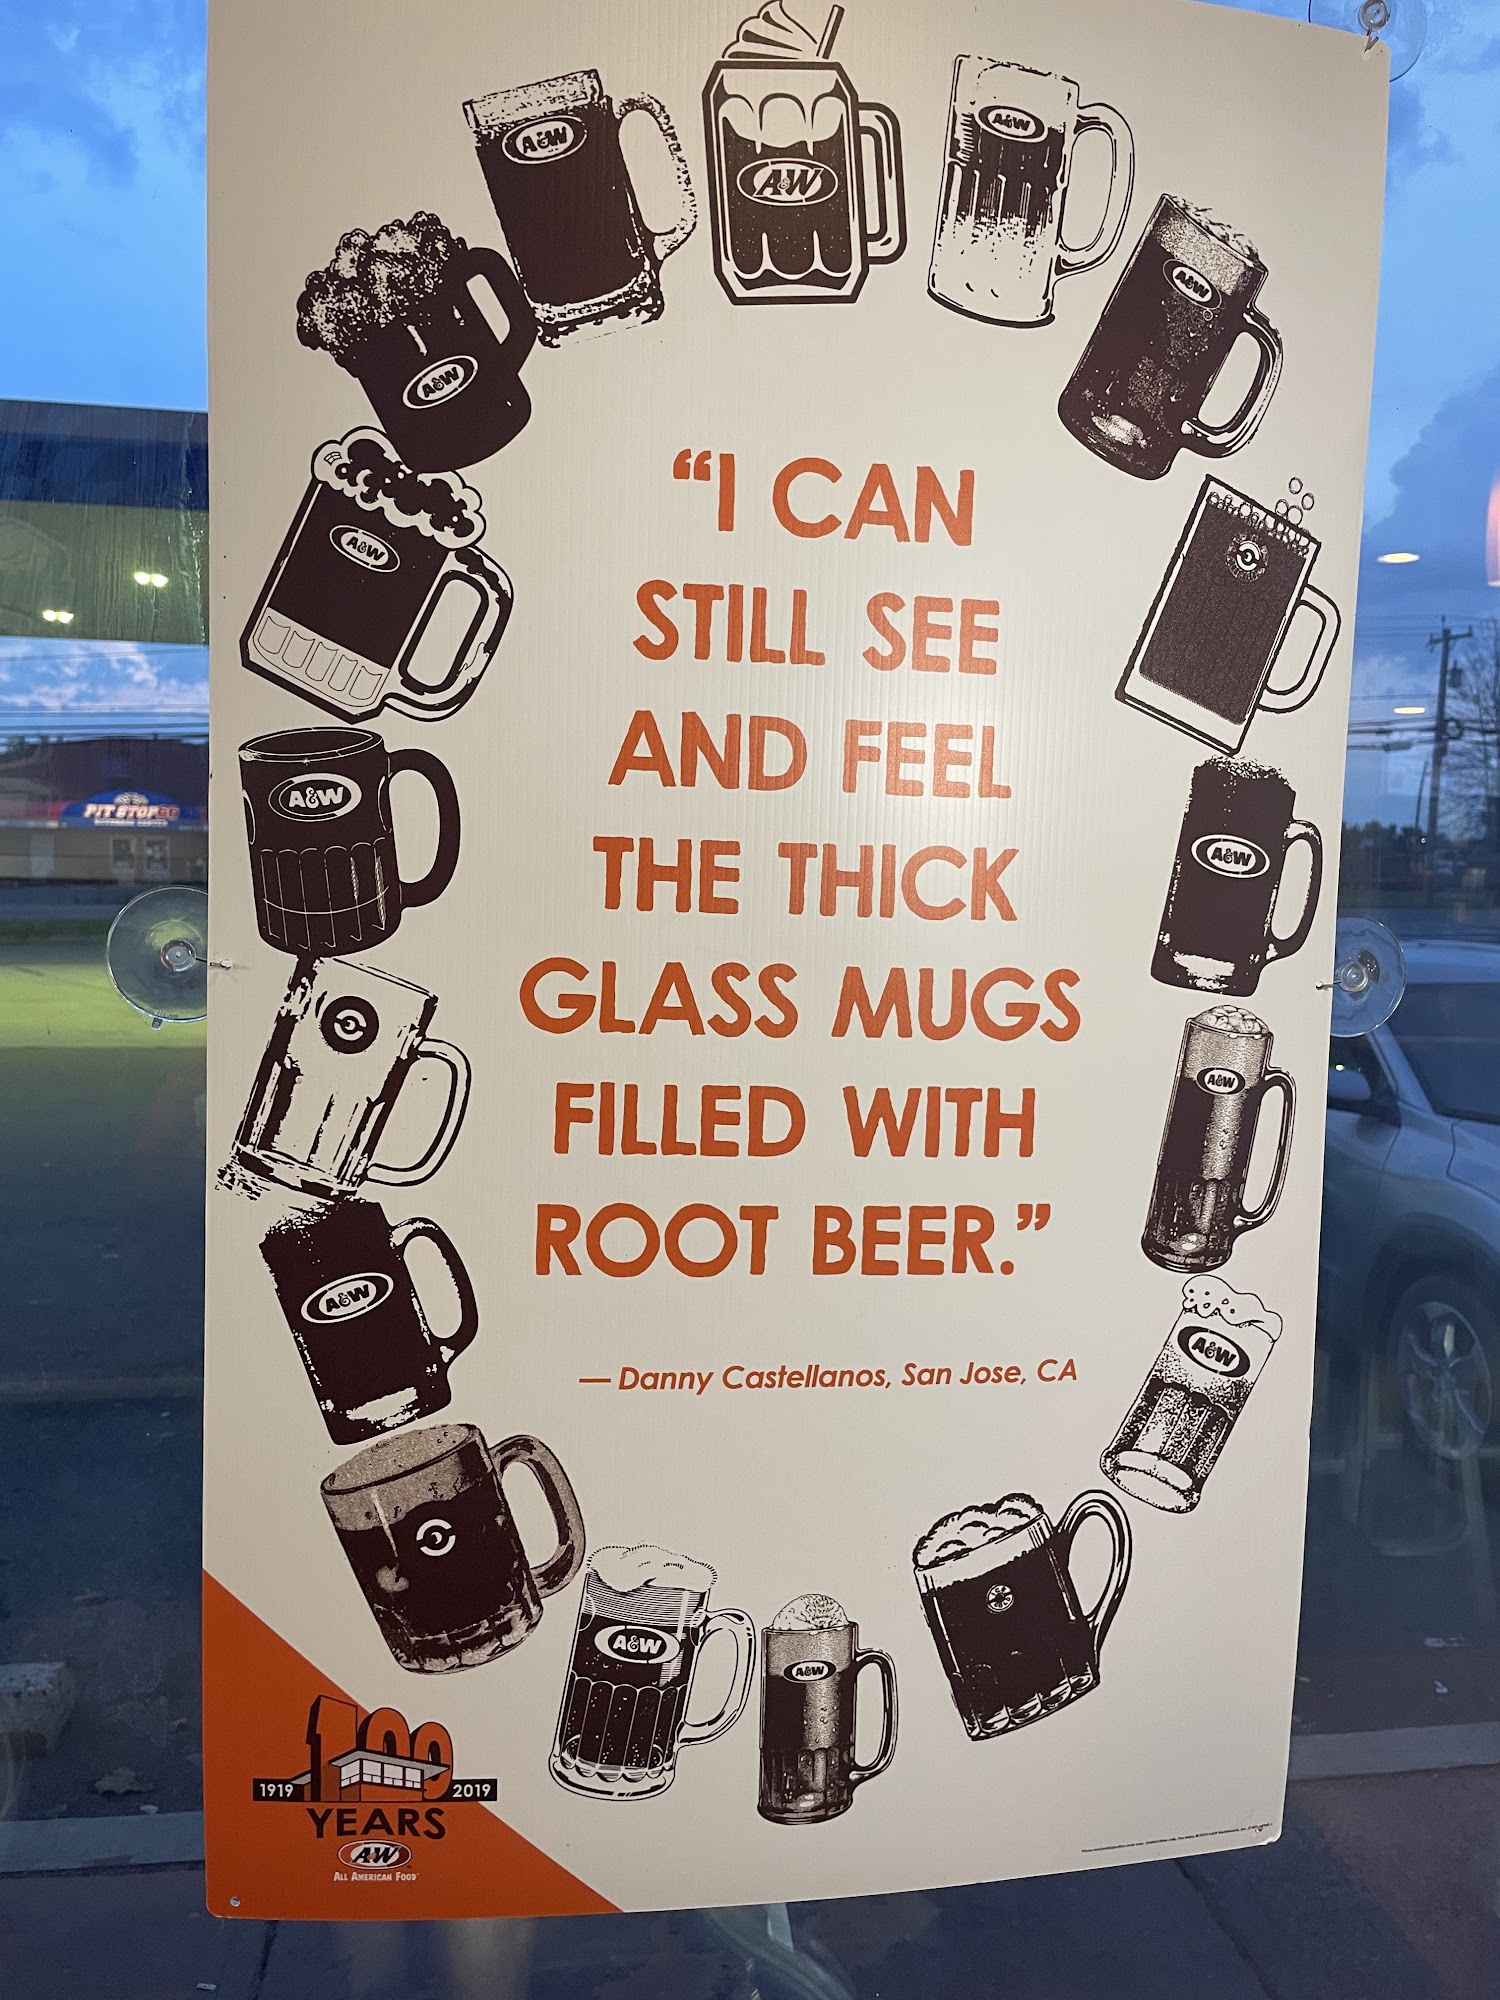 A&W
A&W
A&W
A&W
A&W
A&W
"I CAN
STILL SEE
AND FEEL
THE THICK
GLASS MUGS
FILLED WITH
ROOT BEER."
— Danny Castellanos, San Jose, CA
A&W
A&W
A&W
A&W
A&W
A&W
A&W
PIT STOP
1919 100 2019
YEARS
A&W
ALL AMERICAN FOOD